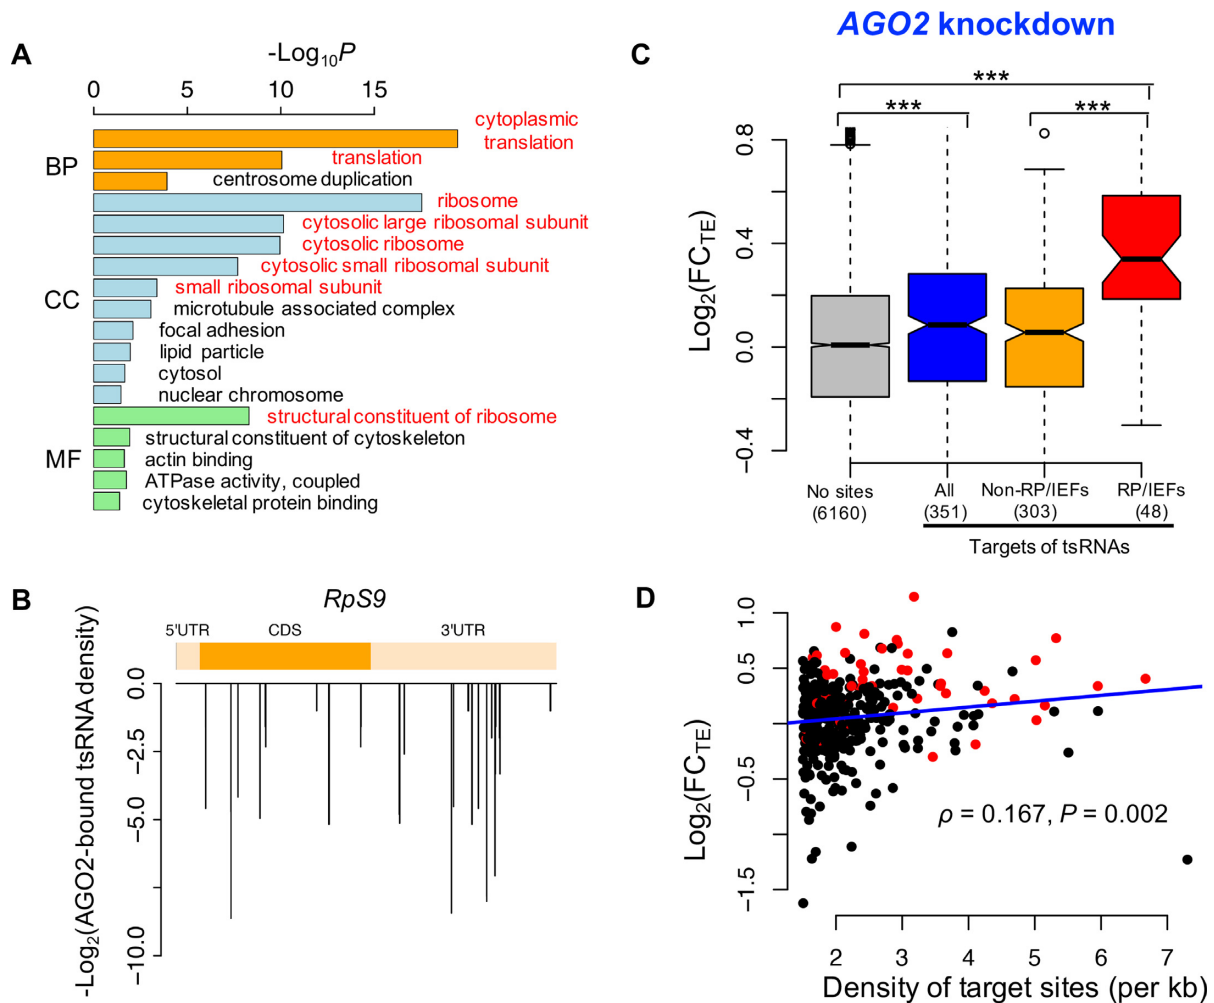 A
-Log10P
0 5 10 15
BP
cytoplasmic
translation
translation
centrosome duplication
CC
ribosome
cytosolic large ribosomal subunit
cytosolic ribosome
cytosolic small ribosomal subunit
small ribosomal subunit
microtubule associated complex
focal adhesion
lipid particle
cytosol
nuclear chromosome
MF
structural constituent of ribosome
structural constituent of cytoskeleton
actin binding
ATPase activity, coupled
cytoskeletal protein binding
B
RpS9
5'UTR CDS 3'UTR
-Log2(AGO2-bound tsRNA density)
0.0
−2.5
−5.0
−10.0
AGO2 knockdown
C
***
*** ***
Log2(FCTE)
0.8
0.4
0.0
−0.4
No sites All Non-RP/IEFs RP/IEFs
(6160) (351) (303) (48)
Targets of tsRNAs
D
Log2(FCTE)
1.0
0.5
−0.5
−1.5
ρ = 0.167, P = 0.002
2 3 4 5 6 7
Density of target sites (per kb)